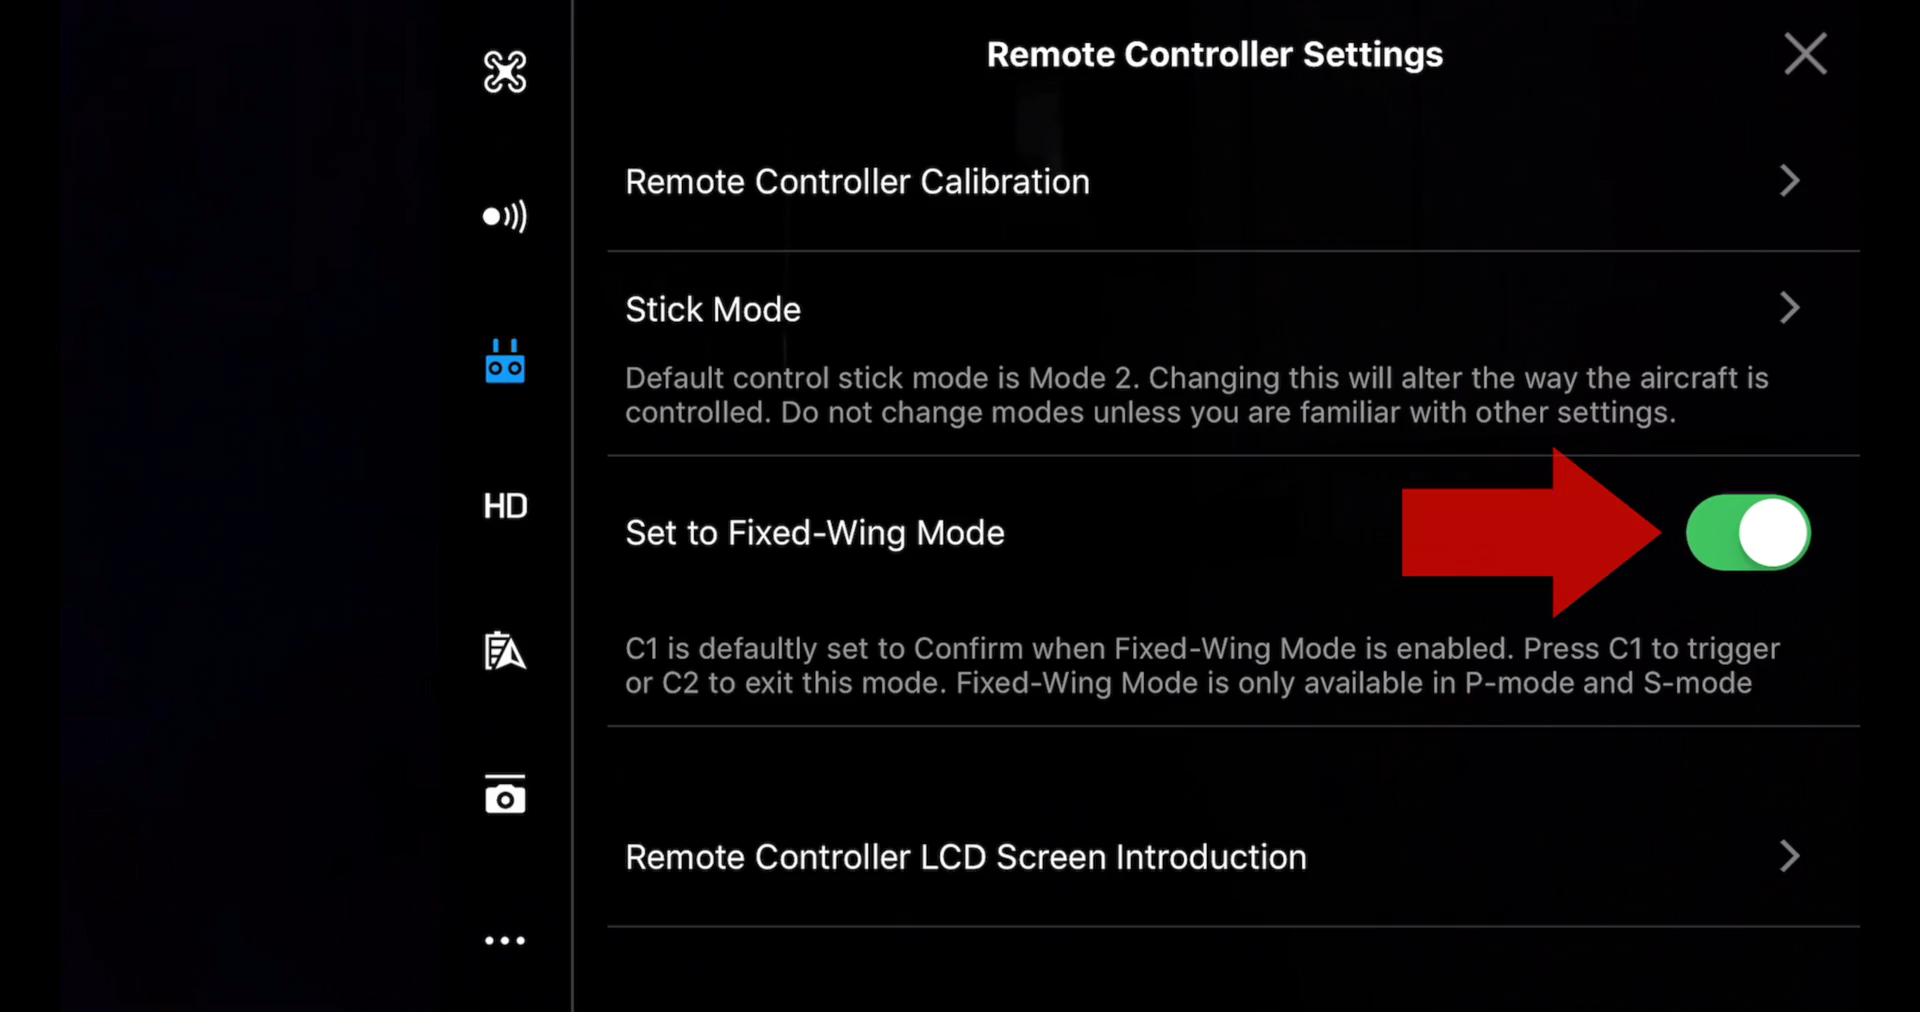 Remote Controller Settings
Remote Controller Calibration
Stick Mode
Default control stick mode is Mode 2. Changing this will alter the way the aircraft is
controlled. Do not change modes unless you are familiar with other settings.
HD
Set to Fixed-Wing Mode
C1 is defaultly set to Confirm when Fixed-Wing Mode is enabled. Press C1 to trigger
or C2 to exit this mode. Fixed-Wing Mode is only available in P-mode and S-mode
Remote Controller LCD Screen Introduction